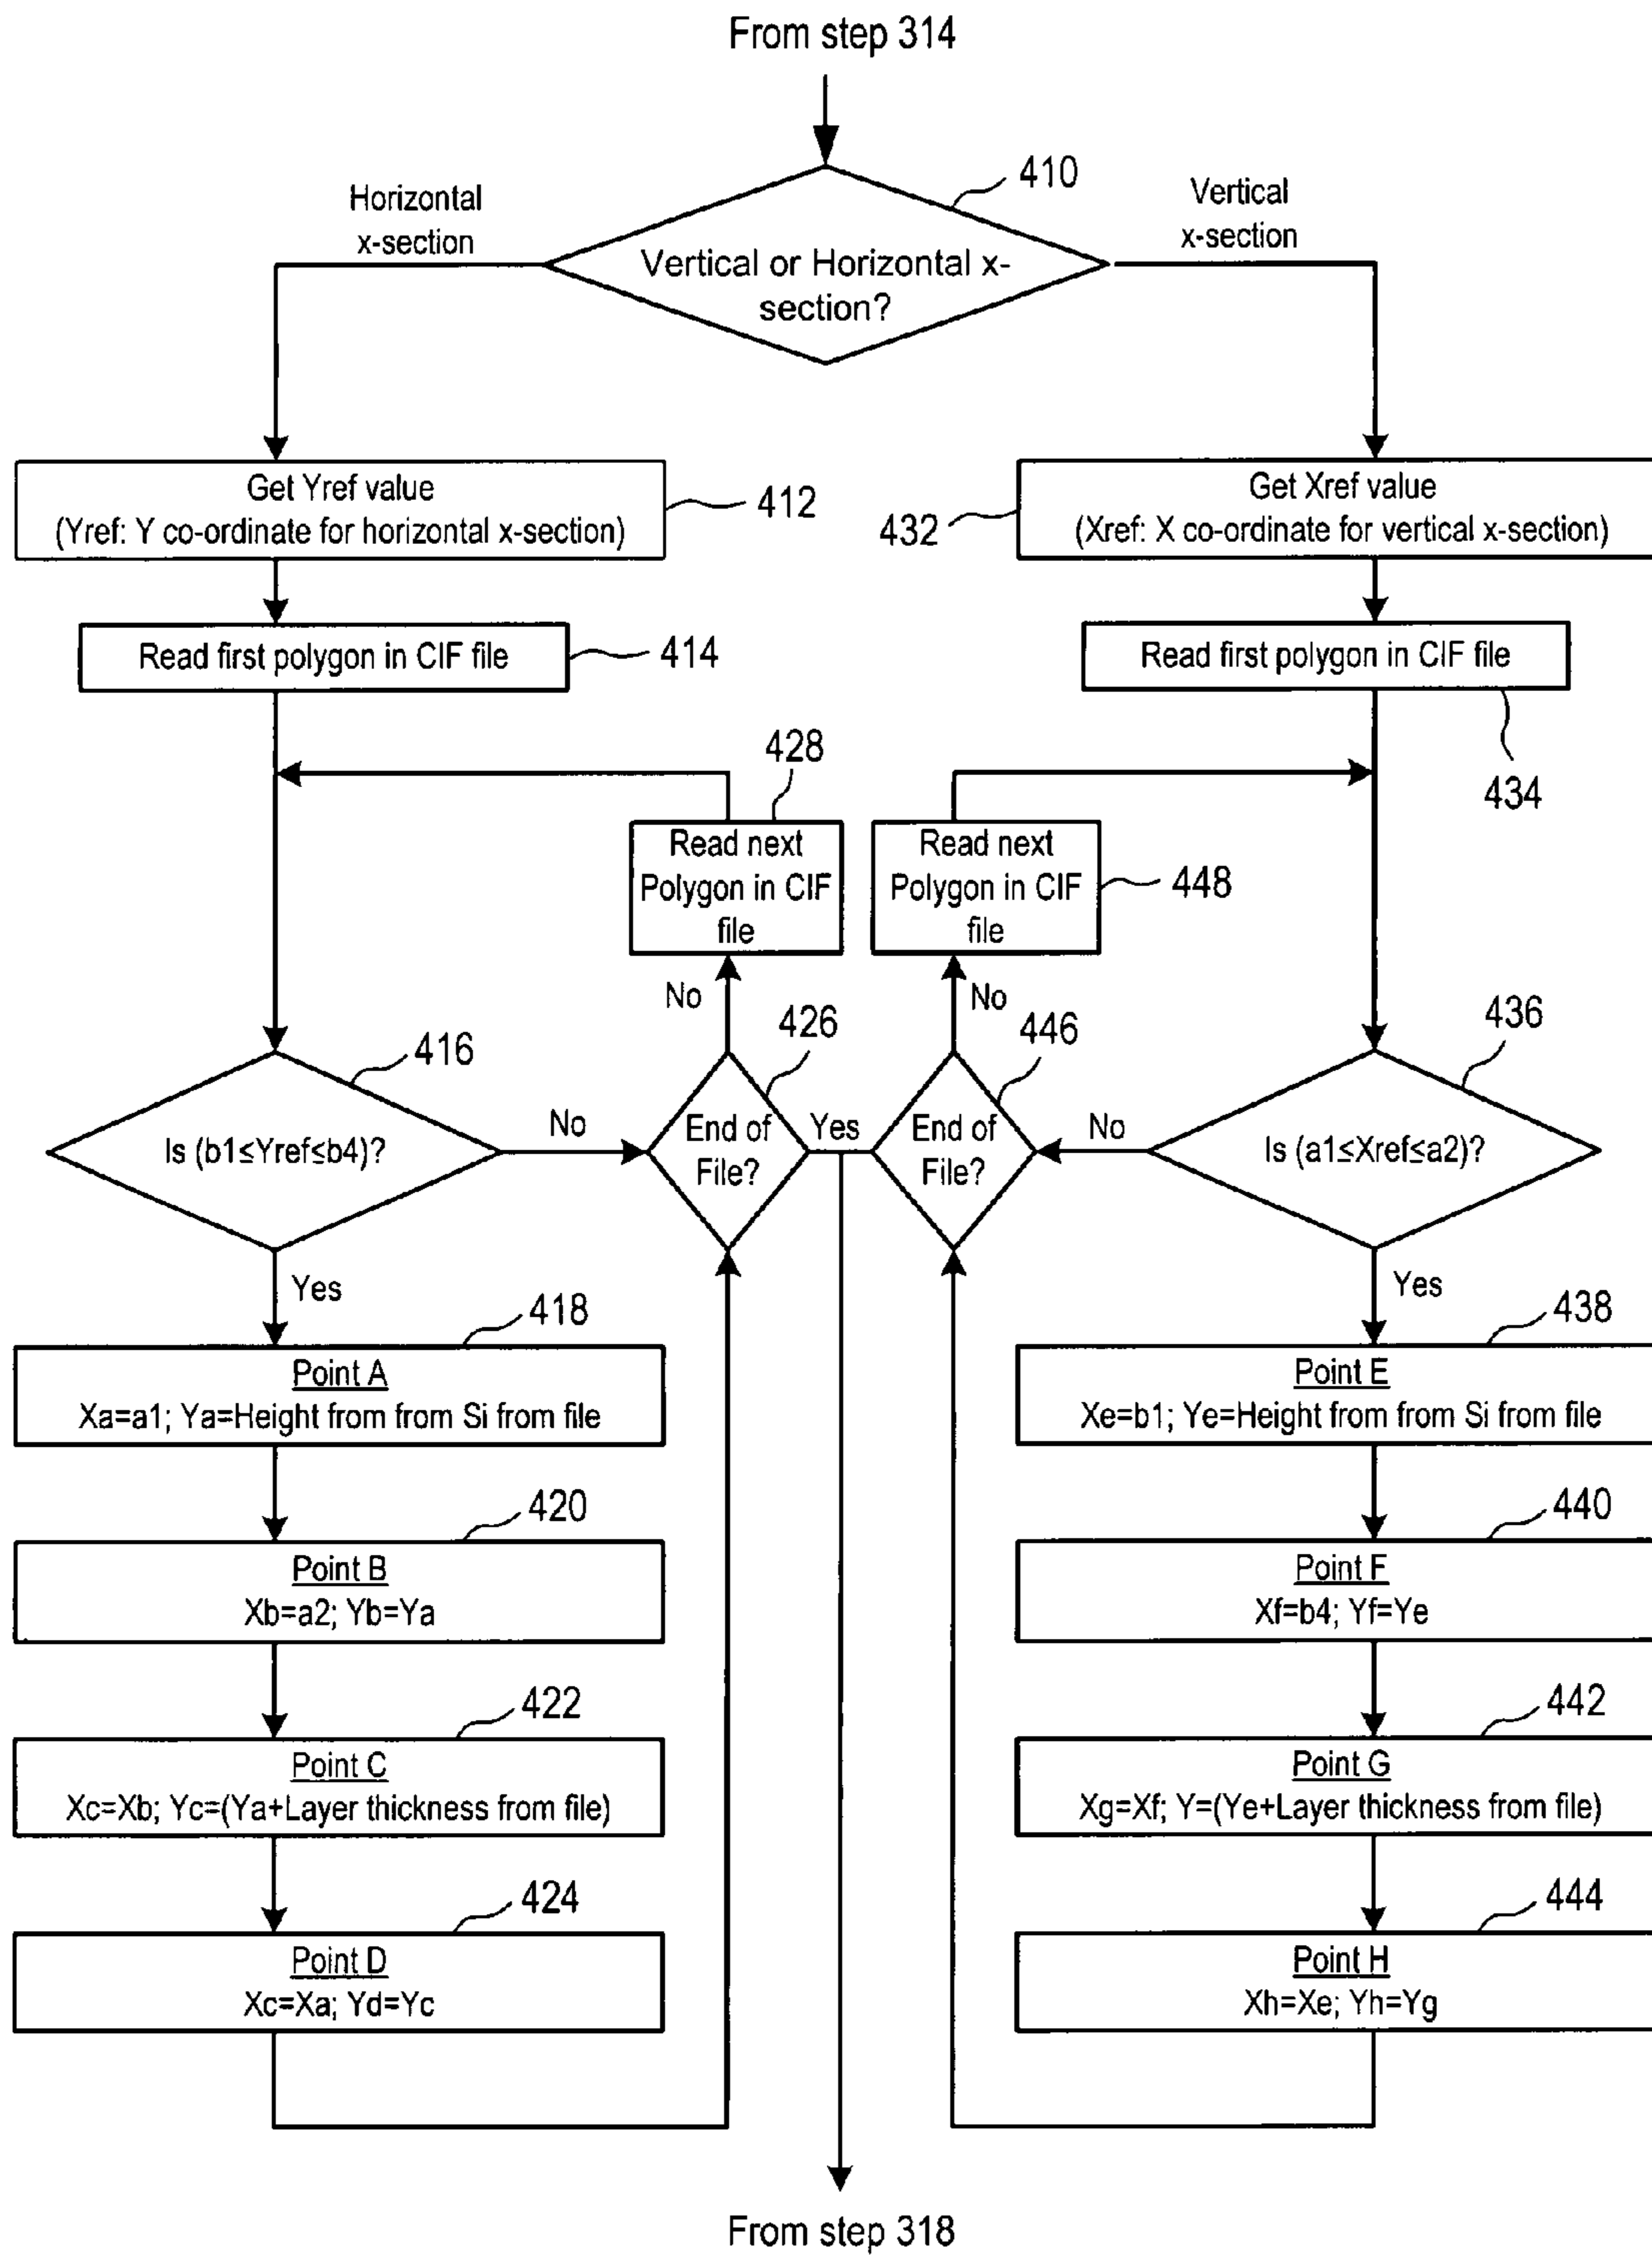 From step 314
410
Horizontal
x-section
Vertical
x-section
Vertical or Horizontal x-
section?
Get Yref value
(Yref: Y co-ordinate for horizontal x-section)
412
432
Get Xref value
(Xref: X co-ordinate for vertical x-section)
Read first polygon in CIF file
414
Read first polygon in CIF file
434
428
Read next
Polygon in CIF
file
Read next
Polygon in CIF
file
448
No
No
416
426
446
436
Is (b1≤Yref≤b4)?
No
End of
File?
Yes
End of
File?
No
Is (a1≤Xref≤a2)?
Yes
Yes
418
Point A
Xa=a1; Ya=Height from from Si from file
438
Point E
Xe=b1; Ye=Height from from Si from file
420
Point B
Xb=a2; Yb=Ya
440
Point F
Xf=b4; Yf=Ye
422
Point C
Xc=Xb; Yc=(Ya+Layer thickness from file)
442
Point G
Xg=Xf; Y=(Ye+Layer thickness from file)
424
Point D
Xc=Xa; Yd=Yc
444
Point H
Xh=Xe; Yh=Yg
From step 318